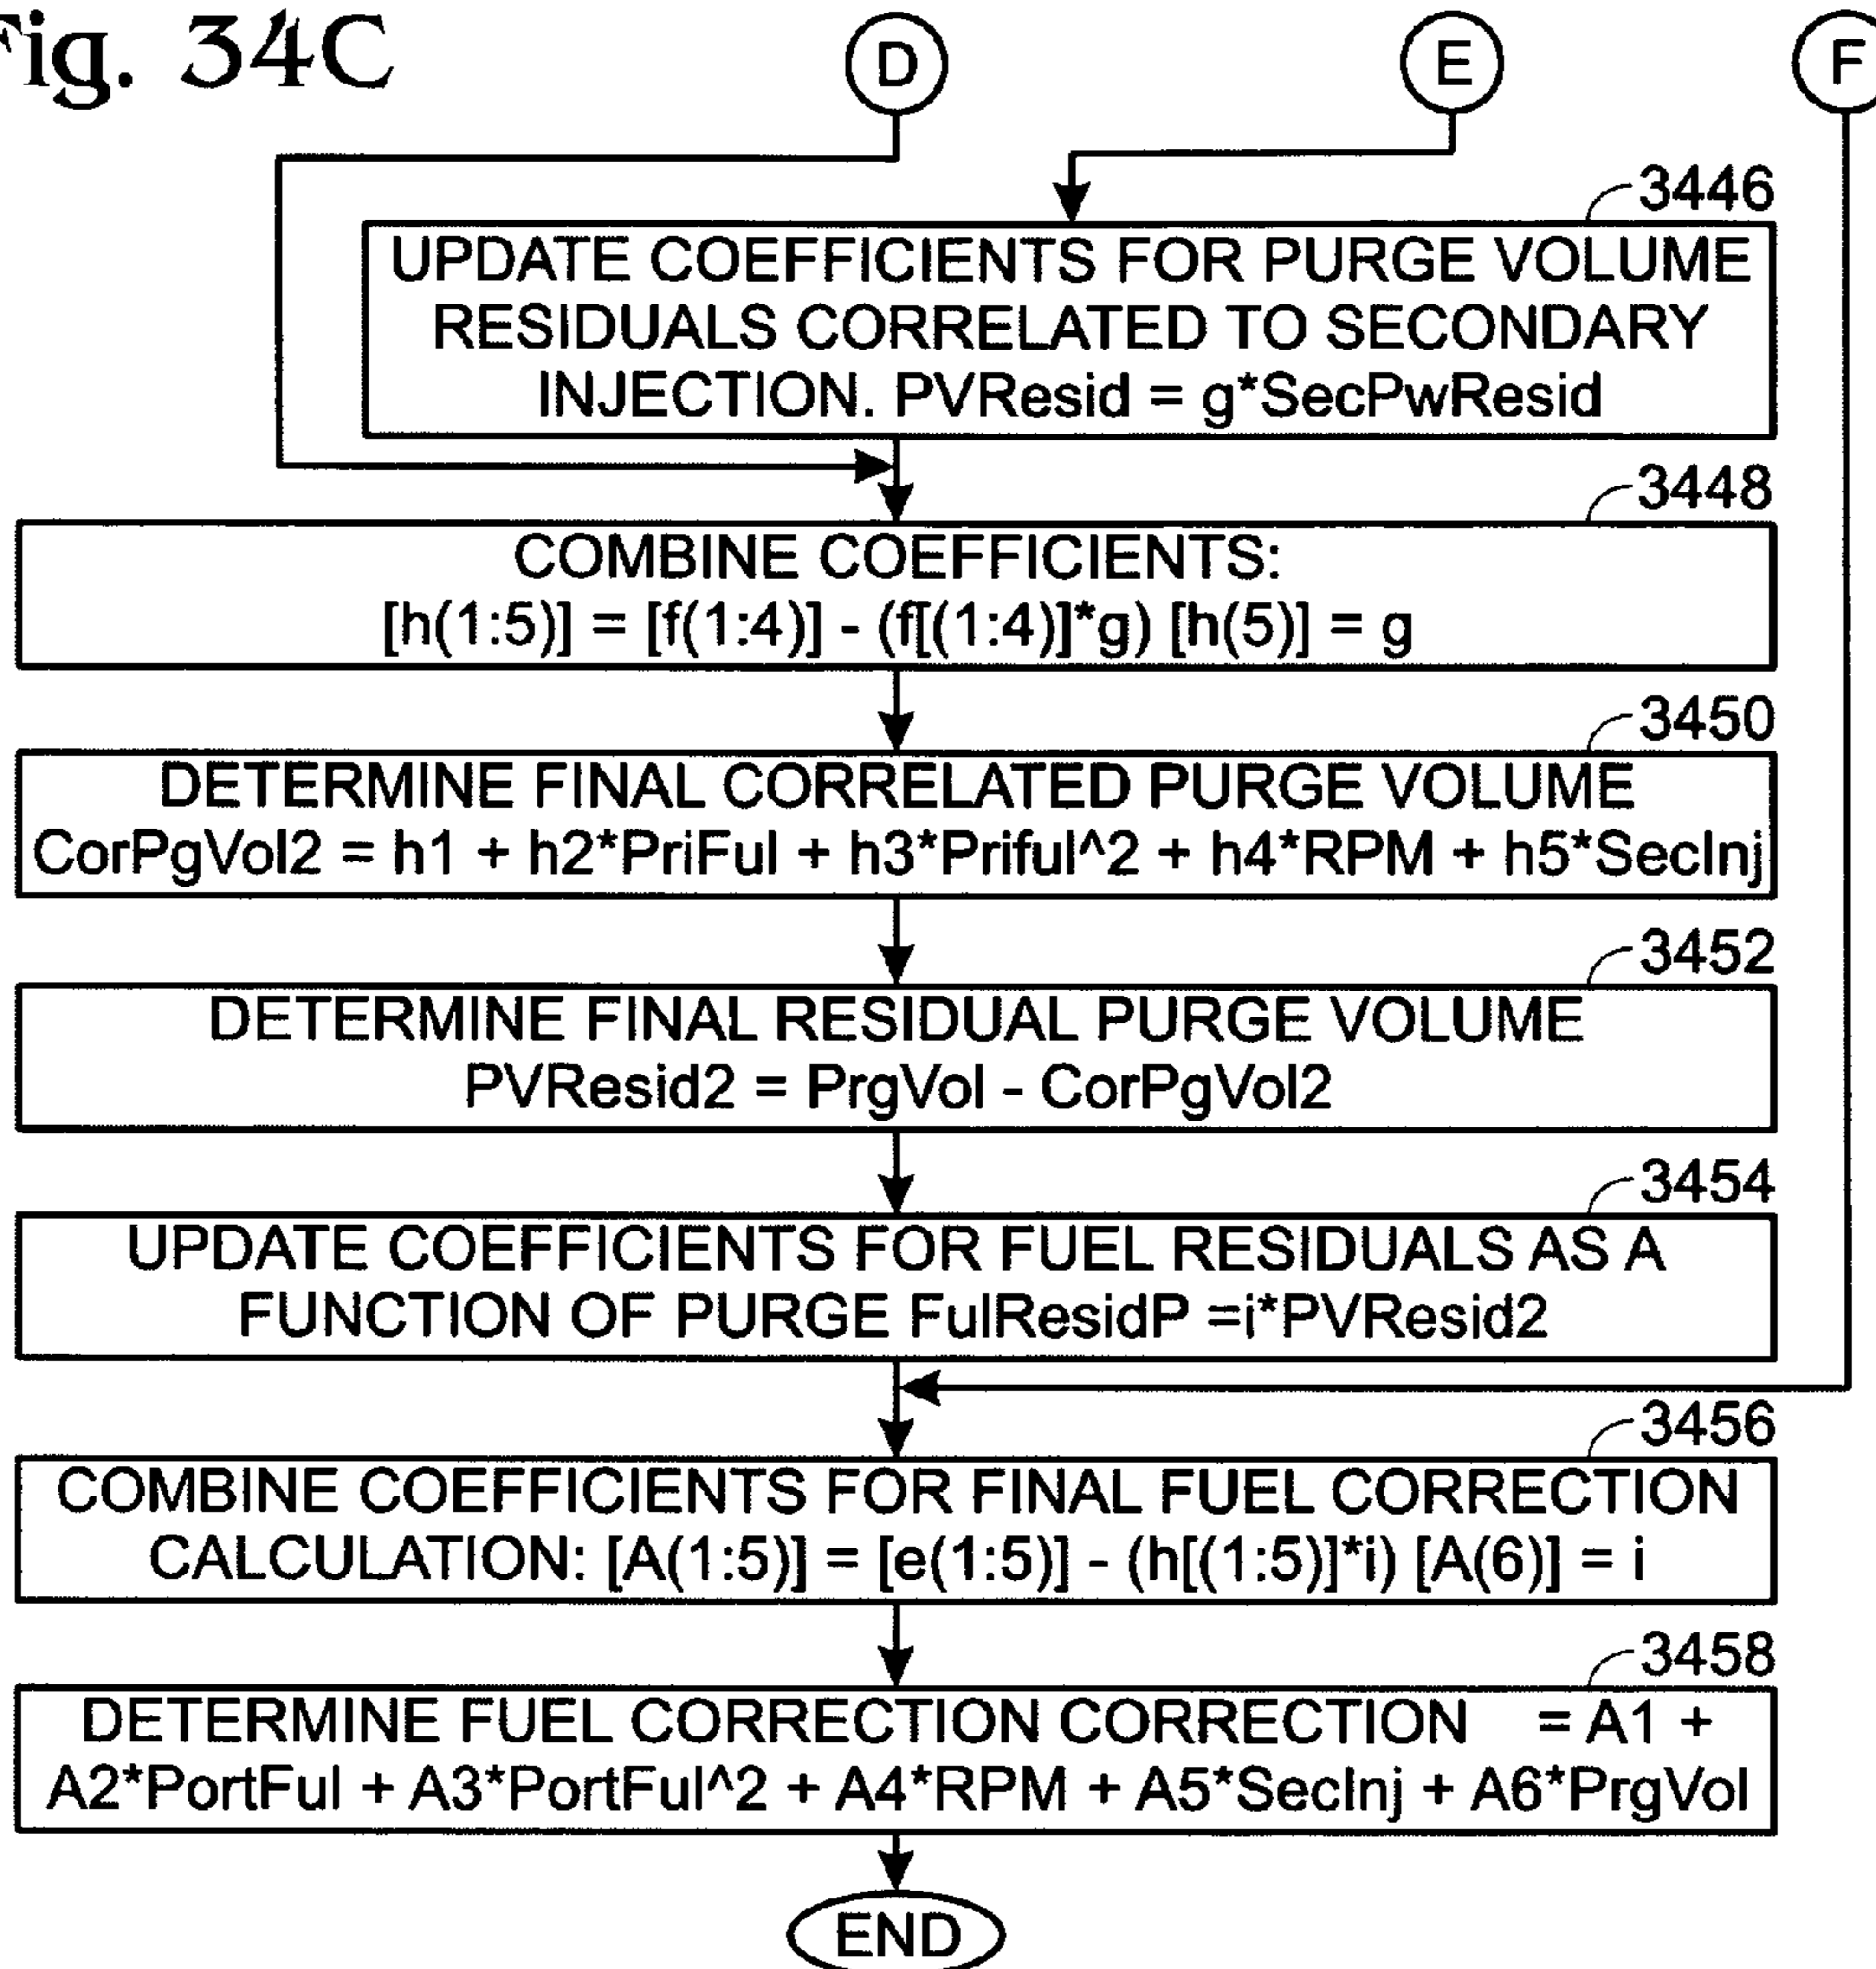 Fig. 34C
D
E
F
3446
UPDATE COEFFICIENTS FOR PURGE VOLUME
RESIDUALS CORRELATED TO SECONDARY
INJECTION. PVResid = g*SecPwResid
3448
COMBINE COEFFICIENTS:
[h(1:5)] = [f(1:4)] - (f[(1:4)]*g) [h(5)] = g
3450
DETERMINE FINAL CORRELATED PURGE VOLUME
CorPgVol2 = h1 + h2*PriFul + h3*Priful^2 + h4*RPM + h5*SecInj
3452
DETERMINE FINAL RESIDUAL PURGE VOLUME
PVResid2 = PrgVol - CorPgVol2
3454
UPDATE COEFFICIENTS FOR FUEL RESIDUALS AS A
FUNCTION OF PURGE FulResidP =i*PVResid2
3456
COMBINE COEFFICIENTS FOR FINAL FUEL CORRECTION
CALCULATION: [A(1:5)] = [e(1:5)] - (h[(1:5)]*i) [A(6)] = i
3458
DETERMINE FUEL CORRECTION CORRECTION = A1 +
A2*PortFul + A3*PortFul^2 + A4*RPM + A5*SecInj + A6*PrgVol
END